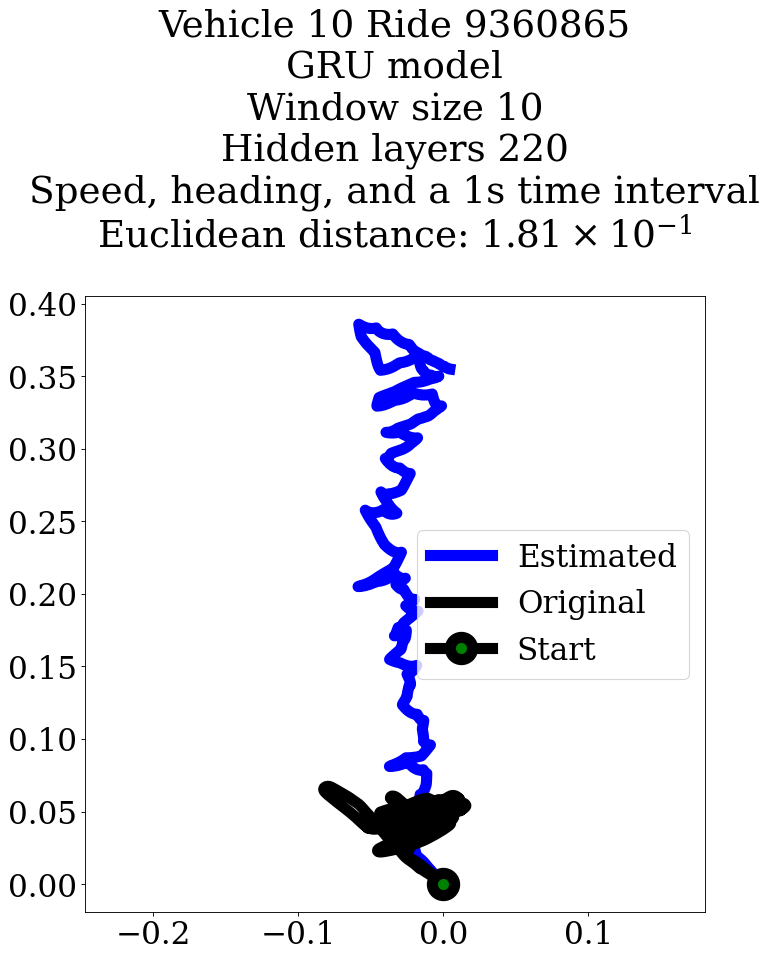 Vehicle 10 Ride 9360865
GRU model
Window size 10
Hidden layers 220
Speed, heading, and a 1s time interval
Euclidean distance: 1.81 × 10⁻¹
0.40
0.35
0.30
0.25
0.20
0.15
0.10
0.05
0.00
Estimated
Original
Start
−0.2
−0.1
0.0
0.1